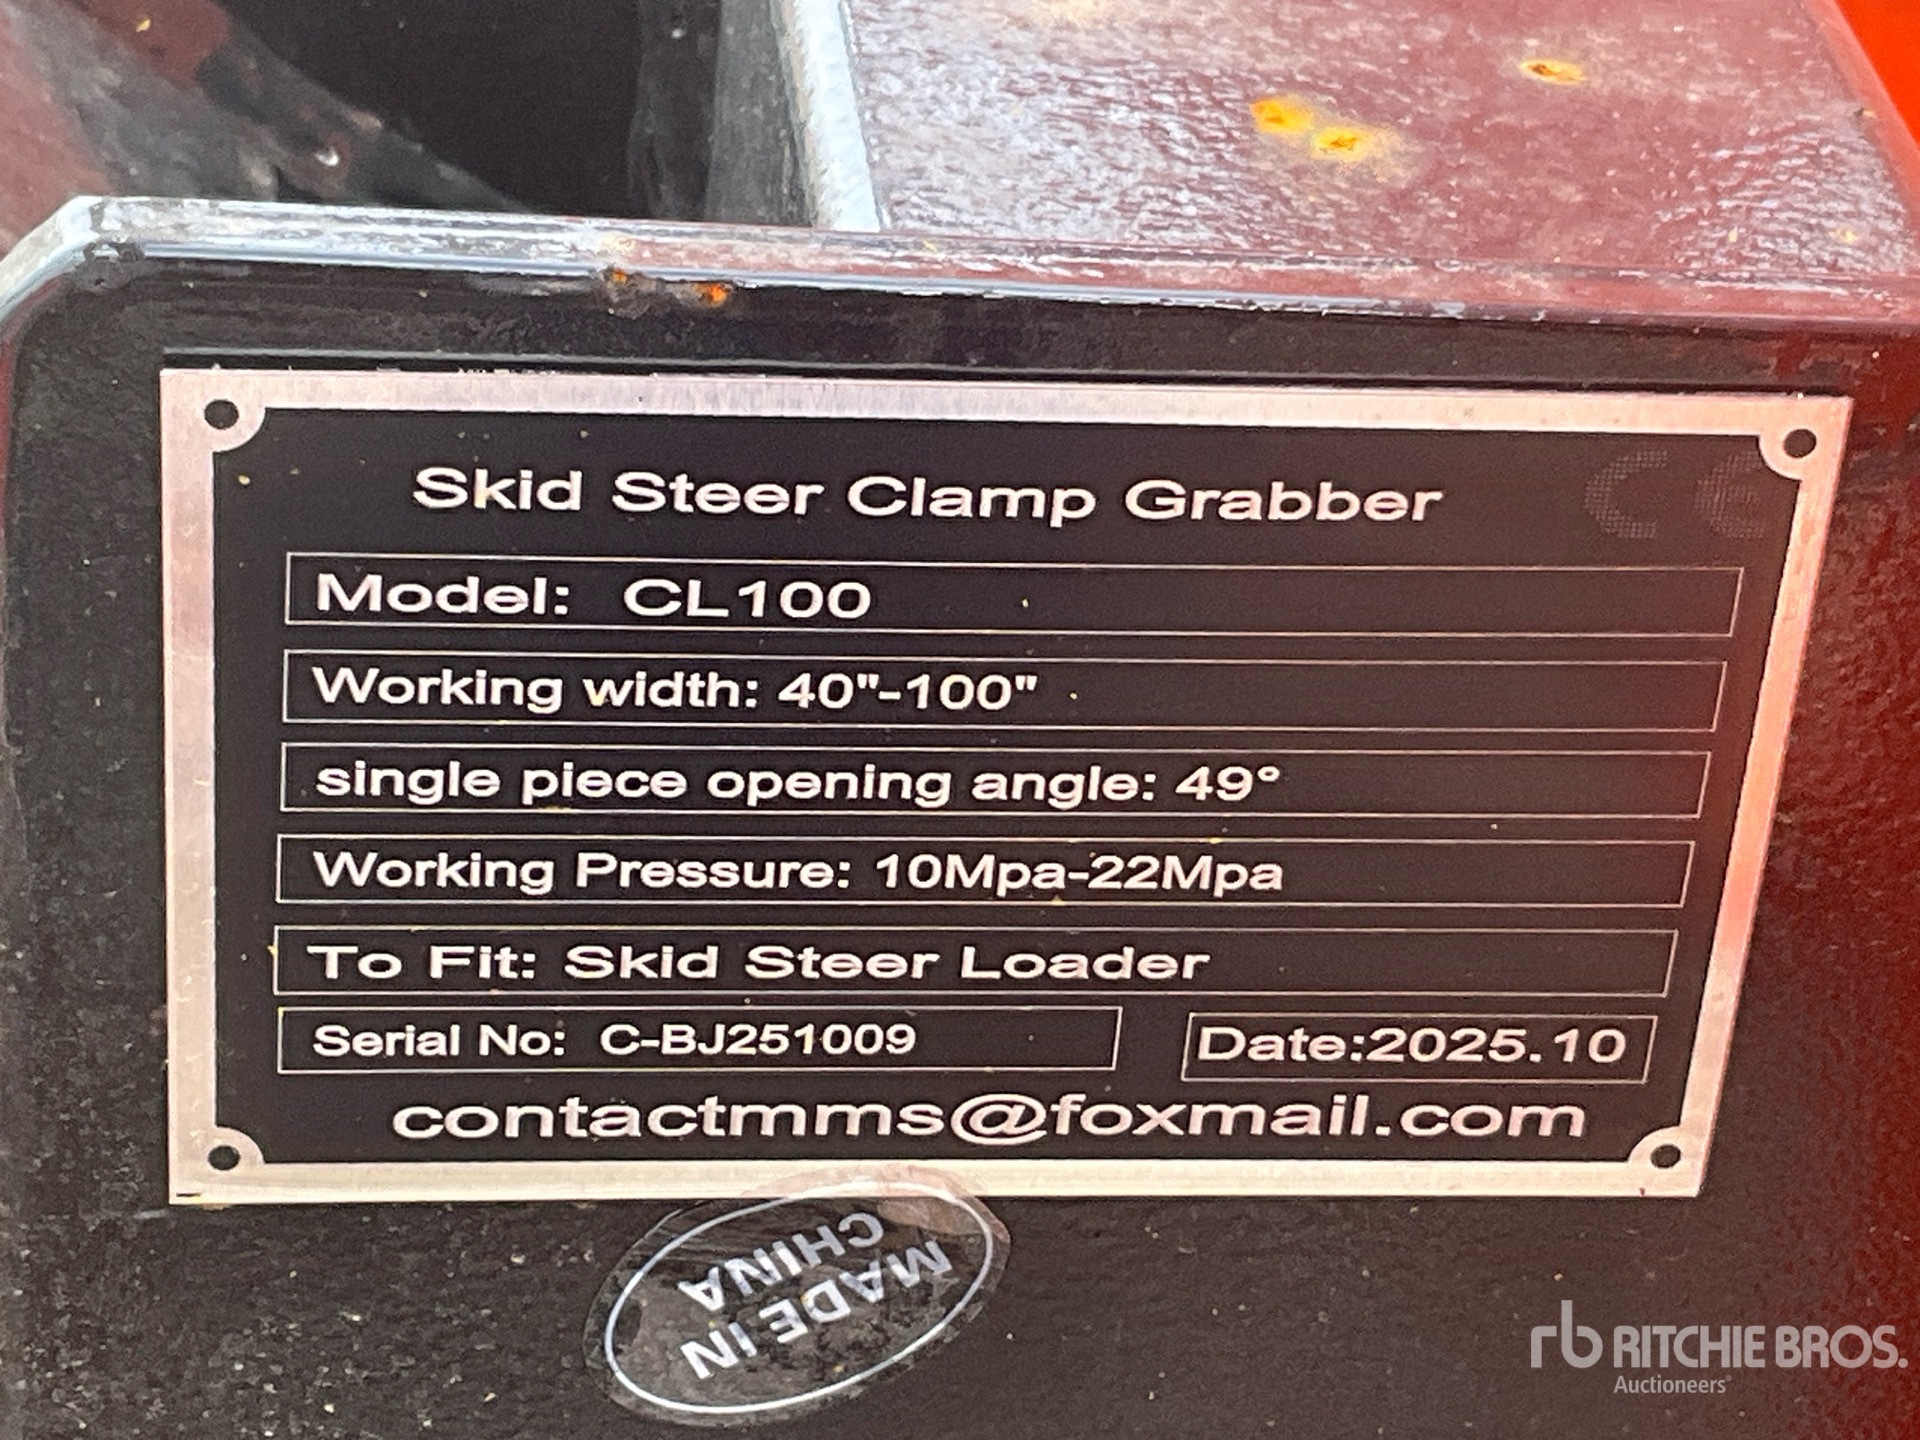 Skid Steer Clamp Grabber
CE
Model: CL100
Working width: 40"-100"
single piece opening angle: 49°
Working Pressure: 10Mpa-22Mpa
To Fit: Skid Steer Loader
Serial No: C-BJ251009
Date:2025.10
contactmms@foxmail.com
MADE IN
CHINA
rb RITCHIE BROS.
Auctioneers